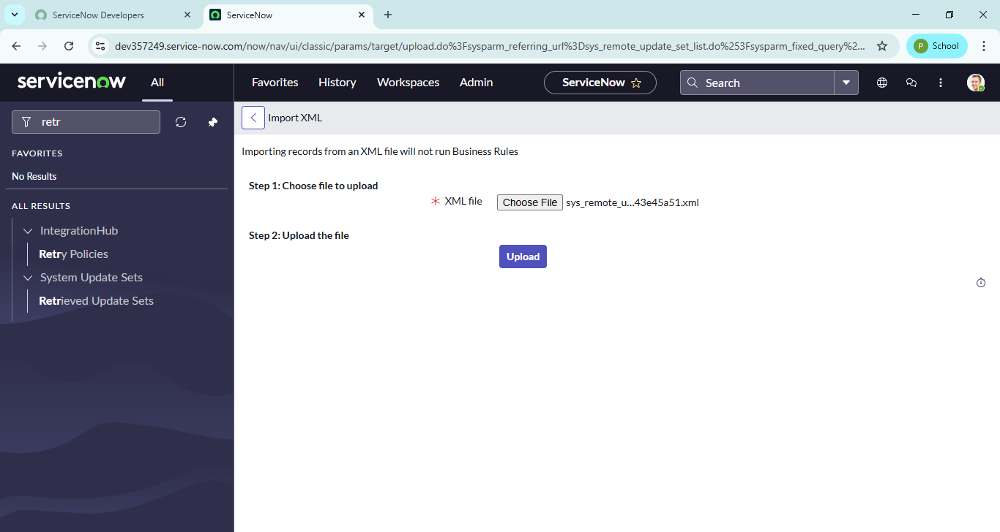 ServiceNow Developers
ServiceNow
dev357249.service-now.com/now/nav/ui/classic/params/target/upload.do%3Fsysparm_referring_url%3Dsys_remote_update_set_list.do%253Fsysparm_fixed_query%2...
P School
servicenow All Favorites History Workspaces Admin ServiceNow Search
retr
FAVORITES
No Results
ALL RESULTS
IntegrationHub
Retry Policies
System Update Sets
Retrieved Update Sets
Import XML
Importing records from an XML file will not run Business Rules
Step 1: Choose file to upload
XML file Choose File sys_remote_u...43e45a51.xml
Step 2: Upload the file
Upload